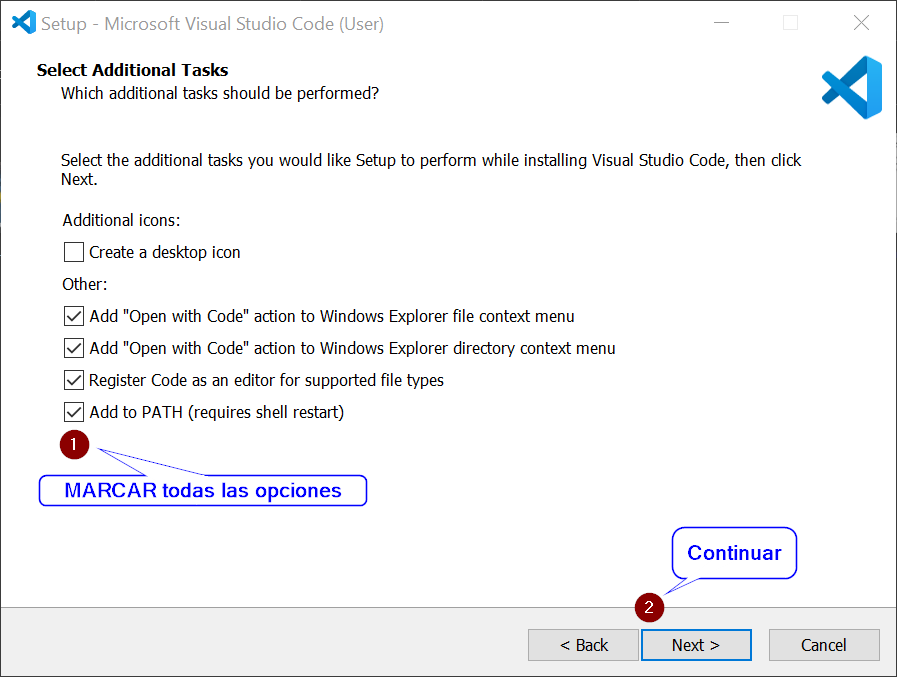 Setup - Microsoft Visual Studio Code (User)
Select Additional Tasks
Which additional tasks should be performed?
Select the additional tasks you would like Setup to perform while installing Visual Studio Code, then click
Next.
Additional icons:
Create a desktop icon
Other:
Add "Open with Code" action to Windows Explorer file context menu
Add "Open with Code" action to Windows Explorer directory context menu
Register Code as an editor for supported file types
Add to PATH (requires shell restart)
1
MARCAR todas las opciones
Continuar
2
< Back
Next >
Cancel